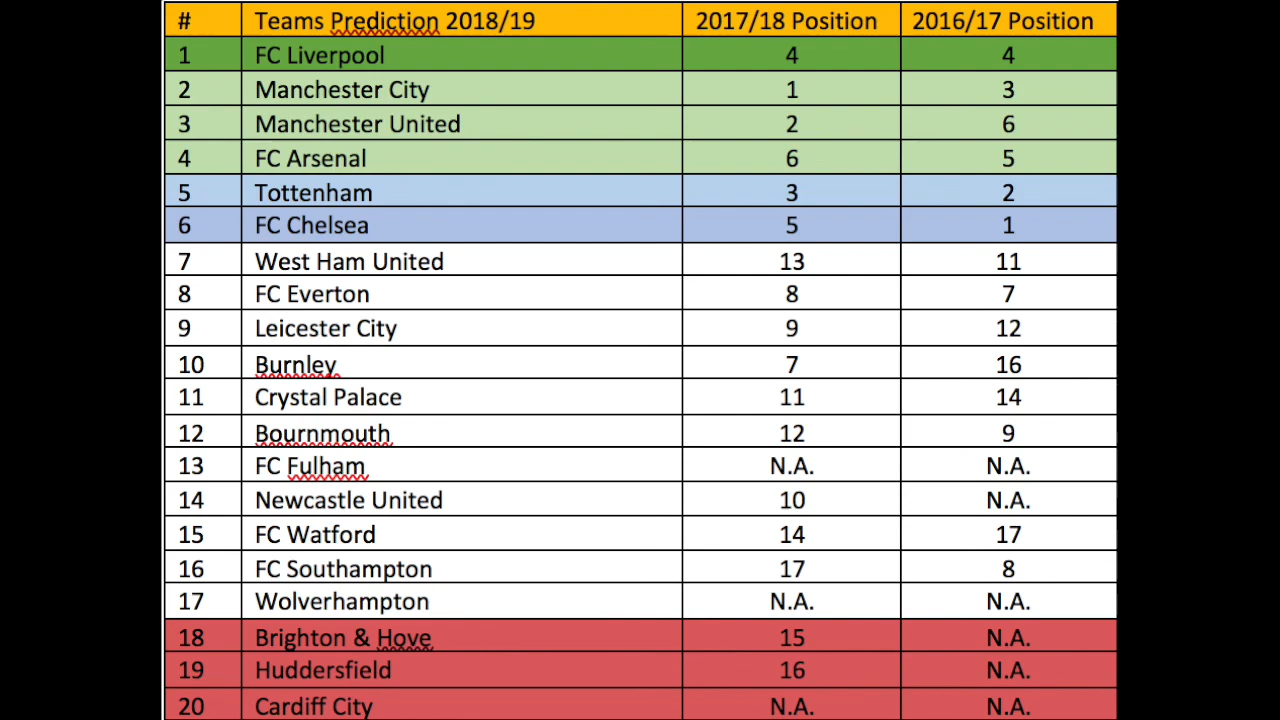 # Teams Prediction 2018/19 2017/18 Position 2016/17 Position
1 FC Liverpool 4 4
2 Manchester City 1 3
3 Manchester United 2 6
4 FC Arsenal 6 5
5 Tottenham 3 2
6 FC Chelsea 5 1
7 West Ham United 13 11
8 FC Everton 8 7
9 Leicester City 9 12
10 Burnley 7 16
11 Crystal Palace 11 14
12 Bournmouth 12 9
13 FC Fulham N.A. N.A.
14 Newcastle United 10 N.A.
15 FC Watford 14 17
16 FC Southampton 17 8
17 Wolverhampton N.A. N.A.
18 Brighton & Hove 15 N.A.
19 Huddersfield 16 N.A.
20 Cardiff City N.A. N.A.